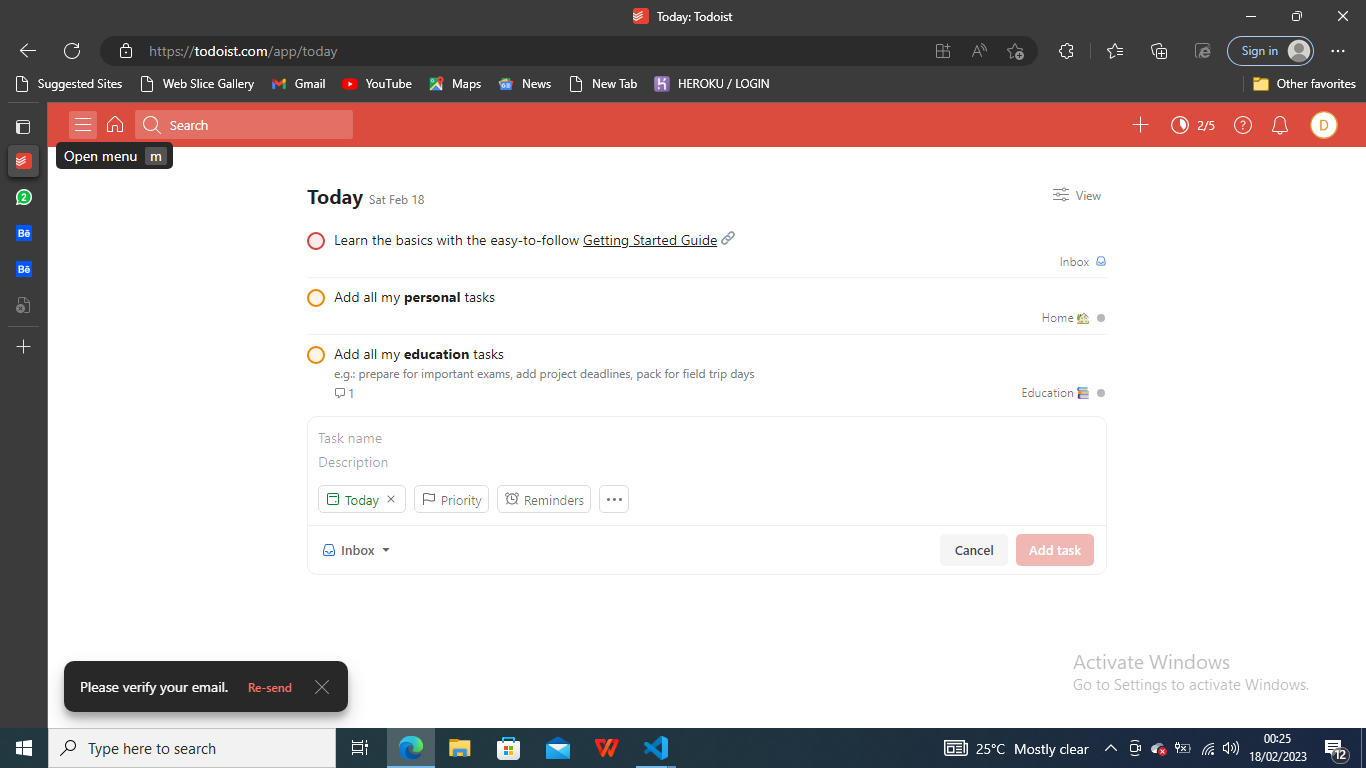 Today: Todoist
https://todoist.com/app/today
Sign in
Suggested Sites
Web Slice Gallery
Gmail
YouTube
Maps
News
New Tab
HEROKU / LOGIN
Other favorites
Search
2/5
D
Open menu m
2
Today Sat Feb 18
View
Learn the basics with the easy-to-follow Getting Started Guide
Inbox
Add all my personal tasks
Home
Add all my education tasks
e.g.: prepare for important exams, add project deadlines, pack for field trip days
1
Education
Bē
Bē
Task name
Description
Today
Priority
Reminders
Inbox
Cancel
Add task
Activate Windows
Go to Settings to activate Windows.
Please verify your email.
Re-send
Type here to search
25°C Mostly clear
00:25
18/02/2023
12